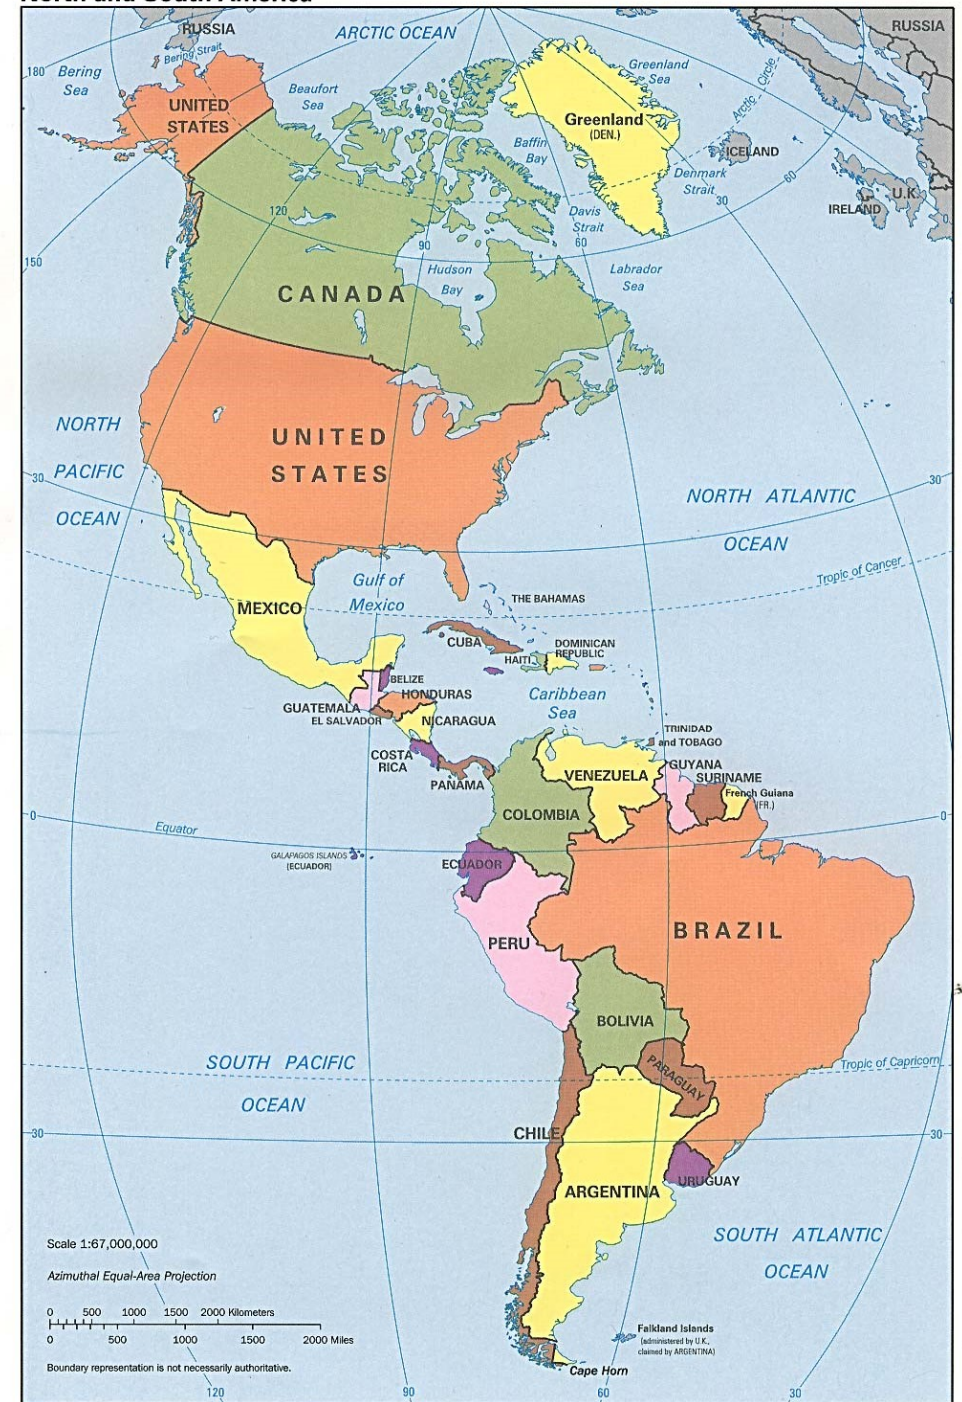 North and South America
RUSSIA
ARCTIC OCEAN
RUSSIA
Bering Strait
180
Bering
Sea
Beaufort
Sea
Greenland
Sea
Arctic Circle
UNITED
STATES
Greenland
(DEN.)
Baffin
Bay
ICELAND
Denmark
Strait
60
U.K.
30
IRELAND
120
Davis
Strait
0
90
60
150
Hudson
Bay
Labrador
Sea
CANADA
NORTH
PACIFIC
OCEAN
UNITED
STATES
30
30
NORTH ATLANTIC
OCEAN
Tropic of Cancer
Gulf of
Mexico
THE BAHAMAS
MEXICO
CUBA
DOMINICAN
REPUBLIC
HAITI
BELIZE
HONDURAS
Caribbean
Sea
GUATEMALA
EL SALVADOR
NICARAGUA
TRINIDAD
and TOBAGO
COSTA
RICA
PANAMA
VENEZUELA
GUYANA
SURINAME
French Guiana
(FR.)
COLOMBIA
0
0
Equator
GALAPAGOS ISLANDS
(ECUADOR)
ECUADOR
BRAZIL
PERU
BOLIVIA
SOUTH PACIFIC
OCEAN
Tropic of Capricorn
PARAGUAY
30
30
CHILE
URUGUAY
ARGENTINA
SOUTH ATLANTIC
OCEAN
Scale 1:67,000,000
Azimuthal Equal-Area Projection
0 500 1000 1500 2000 Kilometers
0 500 1000 1500 2000 Miles
Boundary representation is not necessarily authoritative.
Falkland Islands
(administered by U.K.,
claimed by ARGENTINA)
Cape Horn
120
90
60
30